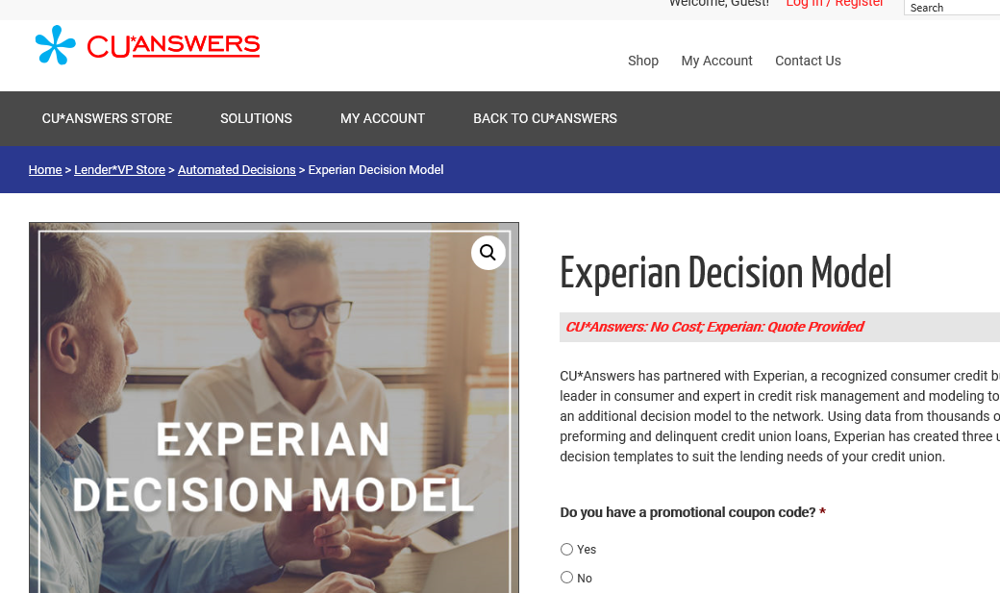 Welcome, Guest! Log In / Register
Search
CU*ANSWERS
Shop My Account Contact Us
CU*ANSWERS STORE SOLUTIONS MY ACCOUNT BACK TO CU*ANSWERS
Home > Lender*VP Store > Automated Decisions > Experian Decision Model
EXPERIAN
DECISION MODEL
Experian Decision Model
CU*Answers: No Cost; Experian: Quote Provided
CU*Answers has partnered with Experian, a recognized consumer credit
leader in consumer and expert in credit risk management and modeling to
an additional decision model to the network. Using data from thousands
preforming and delinquent credit union loans, Experian has created three
decision templates to suit the lending needs of your credit union.
Do you have a promotional coupon code? *
Yes
No